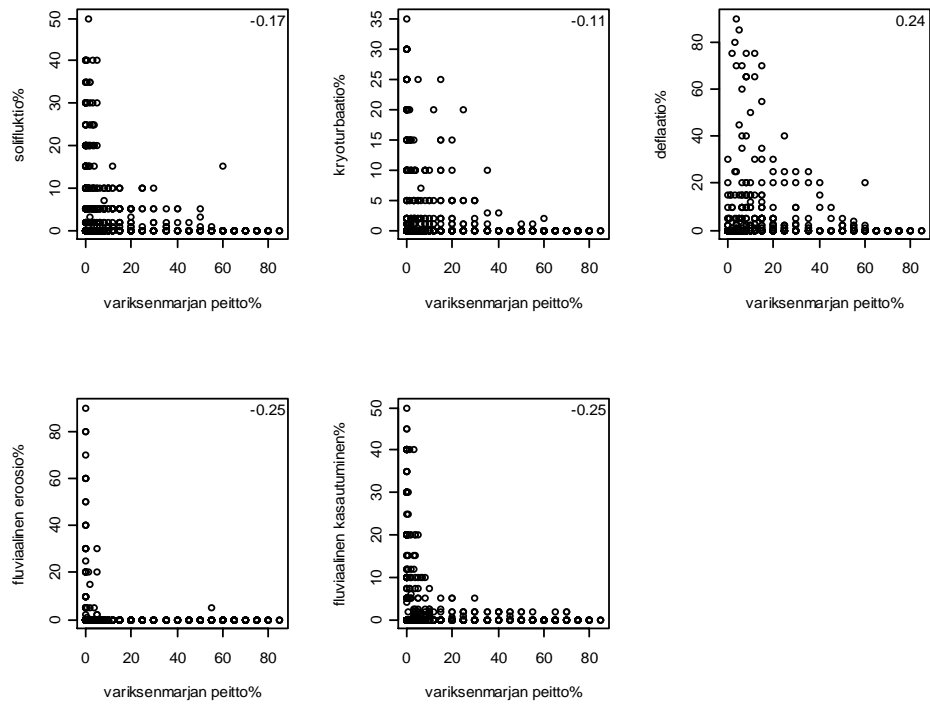 -0.17
solifluktio%
50
40
30
20
10
0
0 20 40 60 80
variksenmarjan peitto%
-0.11
kryoturbaatio%
35
30
25
20
15
10
5
0
0 20 40 60 80
variksenmarjan peitto%
0.24
deflaatio%
80
60
40
20
0
0 20 40 60 80
variksenmarjan peitto%
-0.25
fluviaalinen eroosio%
80
60
40
20
0
0 20 40 60 80
variksenmarjan peitto%
-0.25
fluviaalinen kasautuminen%
50
40
30
20
10
0
0 20 40 60 80
variksenmarjan peitto%